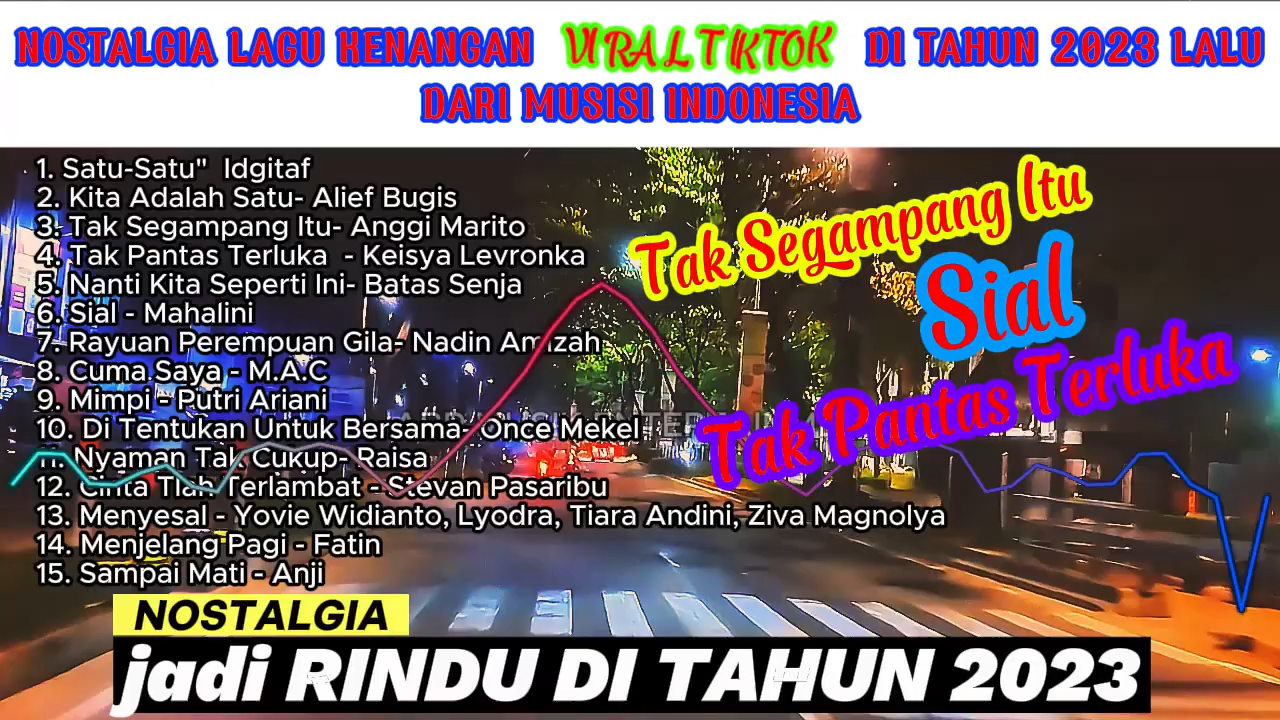 NOSTALGIA LAGU KENANGAN VIRAL TIKTOK DI TAHUN 2023 LALU
DARI MUSISI INDONESIA
1. Satu-Satu" Idgitaf
2. Kita Adalah Satu- Alief Bugis
3. Tak Segampang Itu- Anggi Marito
4. Tak Pantas Terluka - Keisya Levronka
5. Nanti Kita Seperti Ini- Batas Senja
6. Sial - Mahalini
7. Rayuan Perempuan Gila- Nadin Amizah
8. Cuma Saya - M.A.C
9. Mimpi - Putri Ariani
10. Di Tentukan Untuk Bersama- Once Mekel
11. Nyaman Tak Cukup- Raisa
12. Cinta Tlah Terlambat - Stevan Pasaribu
13. Menyesal - Yovie Widianto, Lyodra, Tiara Andini, Ziva Magnolya
14. Menjelang Pagi - Fatin
15. Sampai Mati - Anji
Tak Segampang Itu
Sial
Tak Pantas Terluka
NOSTALGIA
jadi RINDU DI TAHUN 2023